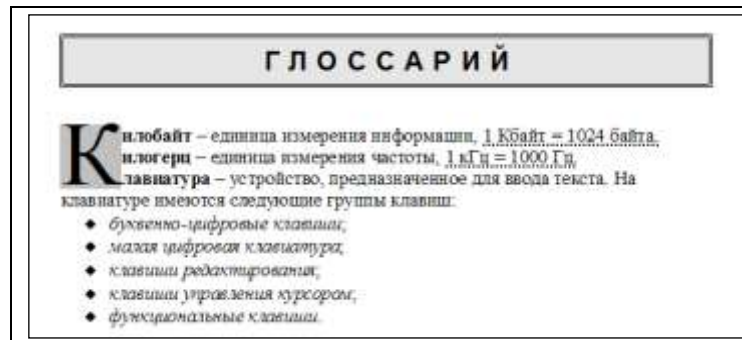 ГЛОССАРИЙ
Килобайт – единица измерения информации, 1 Кбайт = 1024 байта,
илогерц – единица измерения частоты, 1 кГц = 1000 Гц,
лавиатура – устройство, предназначенное для ввода текста. На
клавиатуре имеются следующие группы клавиш:
◆ буквенно-цифровые клавиши;
◆ малая цифровая клавиатура;
◆ клавиши редактирования;
◆ клавиши управления курсором;
◆ функциональные клавиши.